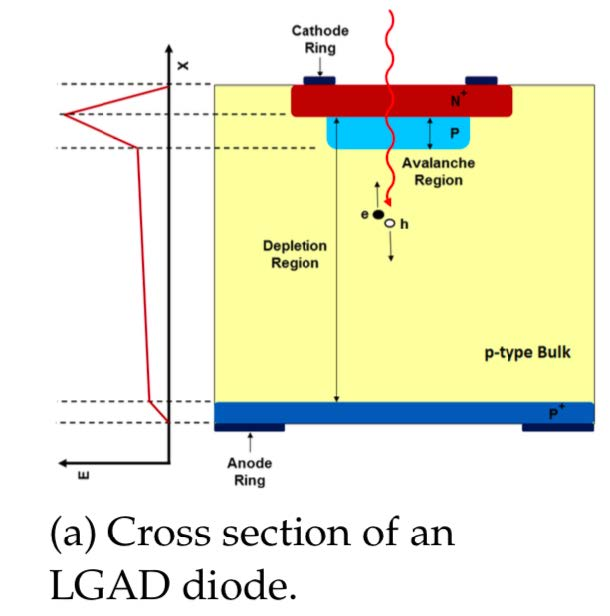 Cathode
Ring
x
N+
P
Avalanche
Region
e
h
Depletion
Region
p-type Bulk
P+
E
Anode
Ring
(a) Cross section of an
LGAD diode.